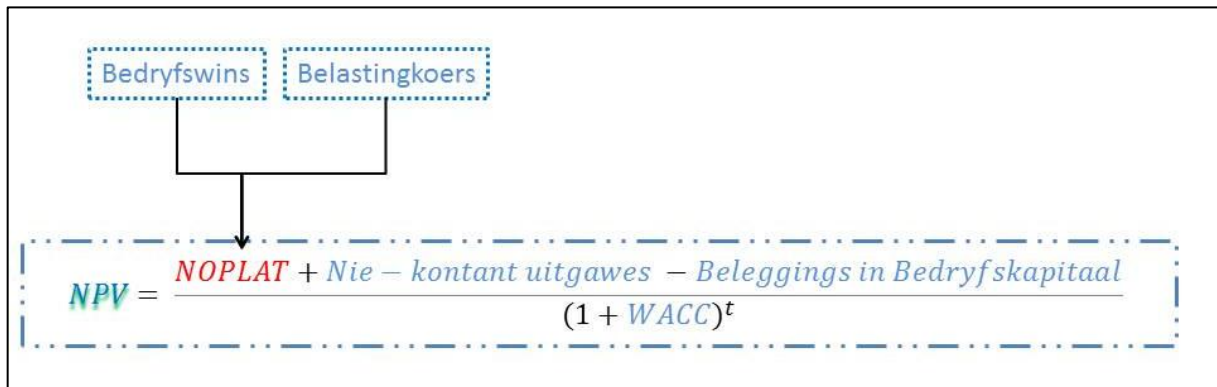 Bedryfswins Belastingkoers
NPV = NOPLAT + Nie − kontant uitgawes − Beleggings in Bedryfskapitaal
(1 + WACC)^t